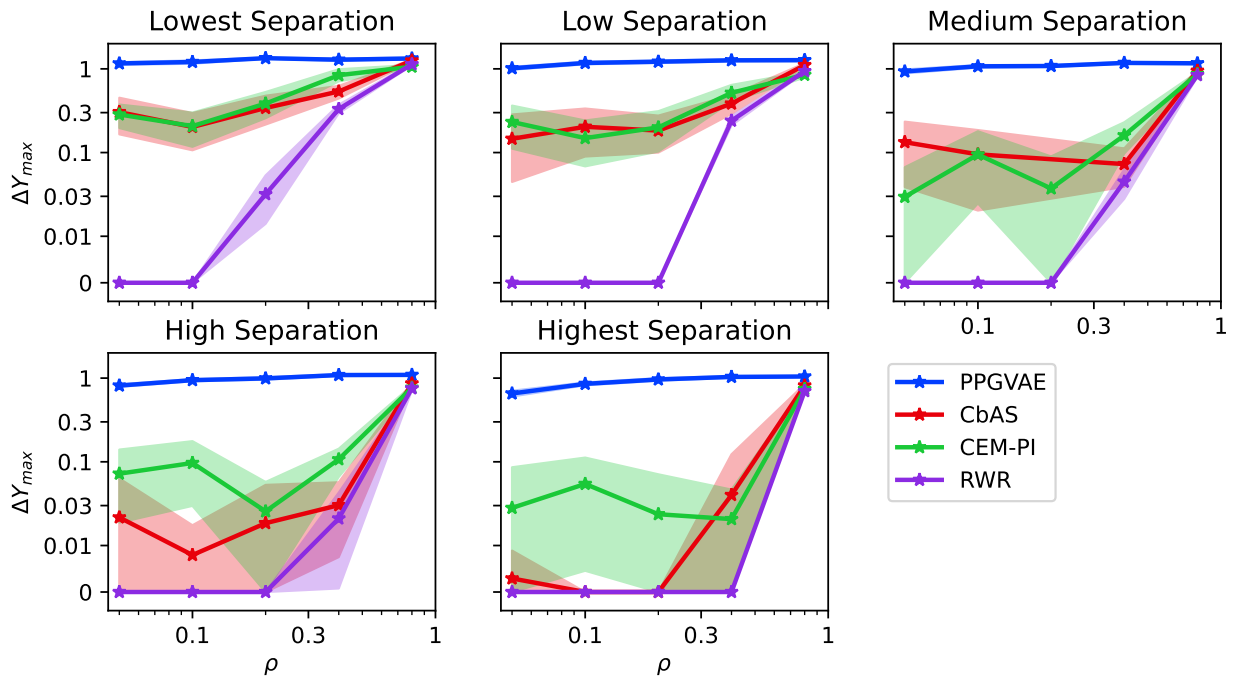 Lowest Separation
Low Separation
Medium Separation
1
0.3
0.1
0.03
0.01
0
ΔY_max
0.1
0.3
1
High Separation
Highest Separation
1
0.3
0.1
0.03
0.01
0
ΔY_max
0.1
0.3
1
ρ
0.1
0.3
1
ρ
PPGVAE
CbAS
CEM-PI
RWR